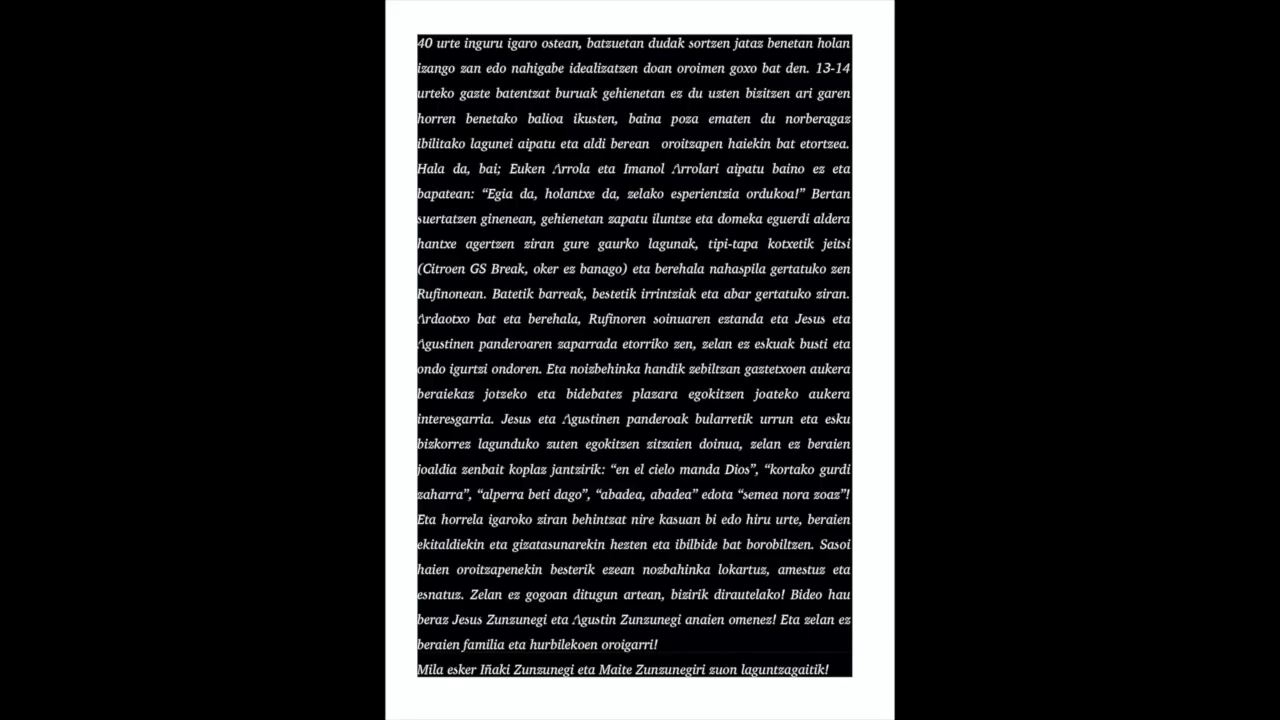 40 urte inguru igaro ostean, batzuetan dudak sortzen jataz benetan holan
izango zan edo nahigabe idealizatzen doan oroimen goxo bat den. 13-14
urteko gazte batentzat buruak gehienetan ez du uzten bizitzen ari garen
horren benetako balioa ikusten, baina poza ematen du norberagaz
ibilitako lagunei aipatu eta aldi berean oroitzapen haiekin bat etortzea.
Hala da, bai; Euken Arrola eta Imanol Arrolari aipatu baino ez eta
bapatean: “Egia da, holantxe da, zelako esperientzia ordukoa!” Bertan
suertatzen ginenean, gehienetan zapatu iluntze eta domeka eguerdi aldera
hantxe agertzen ziran gure gaurko lagunak, tipi-tapa kotxetik jeitsi
(Citroen GS Break, oker ez banago) eta berehala nahaspila gertatuko zen
Rufinonean. Batetik barreak, bestetik irrintziak eta abar gertatuko ziran.
Ardaotxo bat eta berehala, Rufinoren soinuaren eztanda eta Jesus eta
Agustinen panderoaren zaparrada etorriko zen, zelan ez eskuak busti eta
ondo igurtzi ondoren. Eta noizbehinka handik zebiltzan gaztetxoen aukera
beraiekaz jotzeko eta bidebatez plazara egokitzen joateko aukera
interesgarria. Jesus eta Agustinen panderoak bularretik urrun eta esku
bizkorrez lagunduko zuten egokitzen zitzaien doinua, zelan ez beraien
joaldia zenbait koplaz jantzirik: “en el cielo manda Dios”, “kortako gurdi
zaharra”, “alperra beti dago”, “abadea, abadea” edota “semea nora zoaz”!
Eta horrela igaroko ziran behintzat nire kasuan bi edo hiru urte, beraien
ekitaldiekin eta gizatasunarekin hezten eta ibilbide bat borobiltzen. Sasoi
haien oroitzapenekin besterik ezean nozbahinka lokartuz, amestuz eta
esnatuz. Zelan ez gogoan ditugun artean, bizirik dirautelako! Bideo hau
beraz Jesus Zunzunegi eta Agustin Zunzunegi anaien omenez! Eta zelan ez
beraien familia eta hurbilekoen oroigarri!
Mila esker Iñaki Zunzunegi eta Maite Zunzunegiri zuon laguntzagaitik!